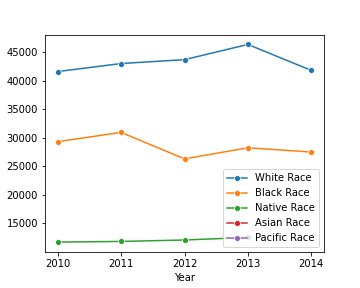 45000
40000
35000
30000
25000
20000
15000
White Race
Black Race
Native Race
Asian Race
Pacific Race
2010 2011 2012 2013 2014
Year